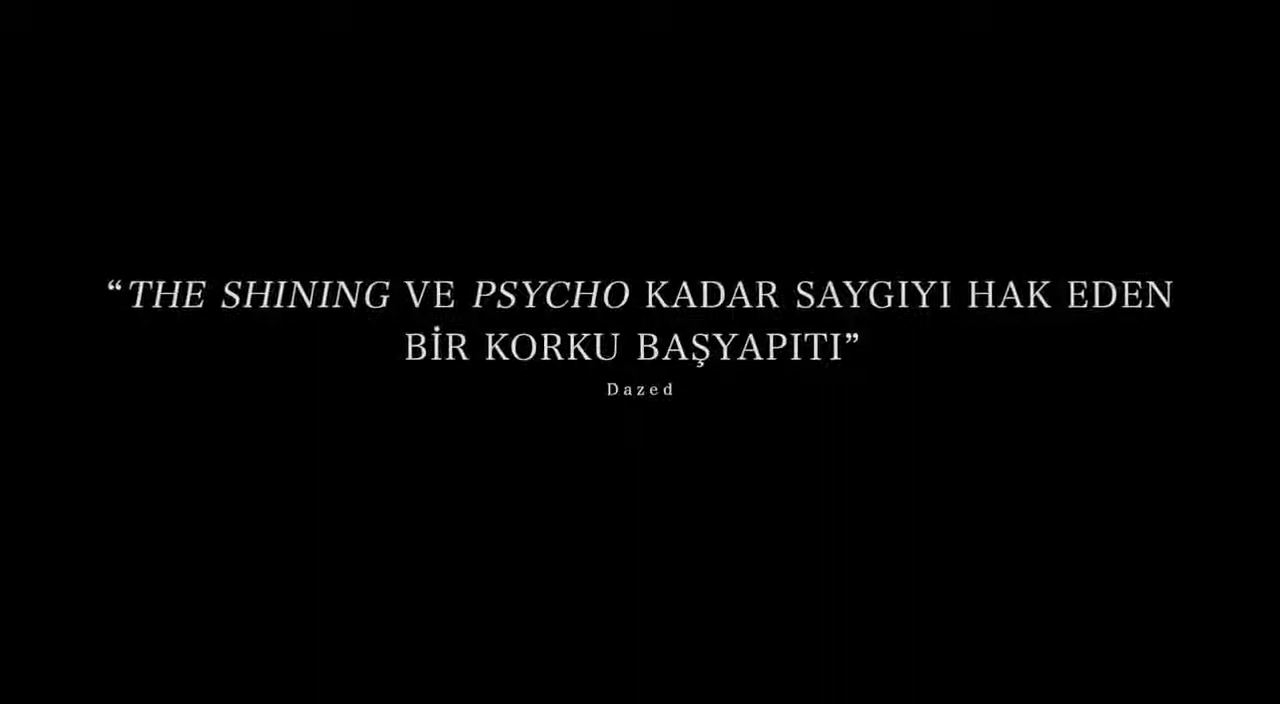 “THE SHINING VE PSYCHO KADAR SAYGIYI HAK EDEN
BİR KORKU BAŞYAPITI”
Dazed